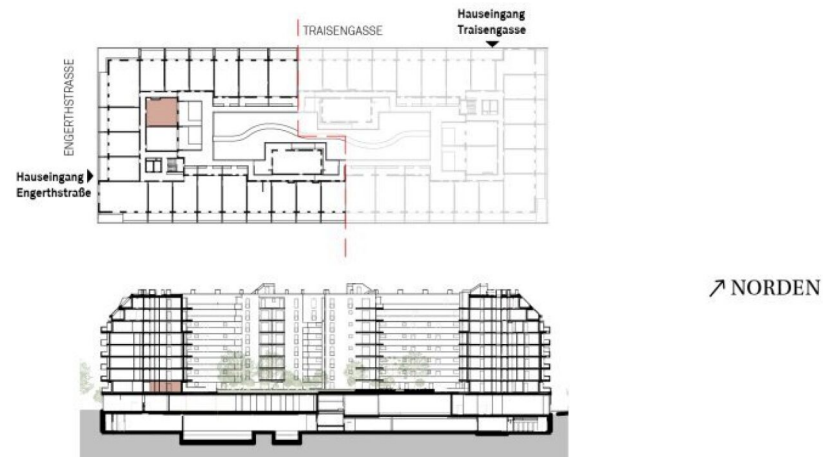 Hauseingang
Traisengasse
TRAISENGASSE
ENGERTHSTRASSE
Hauseingang
Engerthstraße
↗ NORDEN